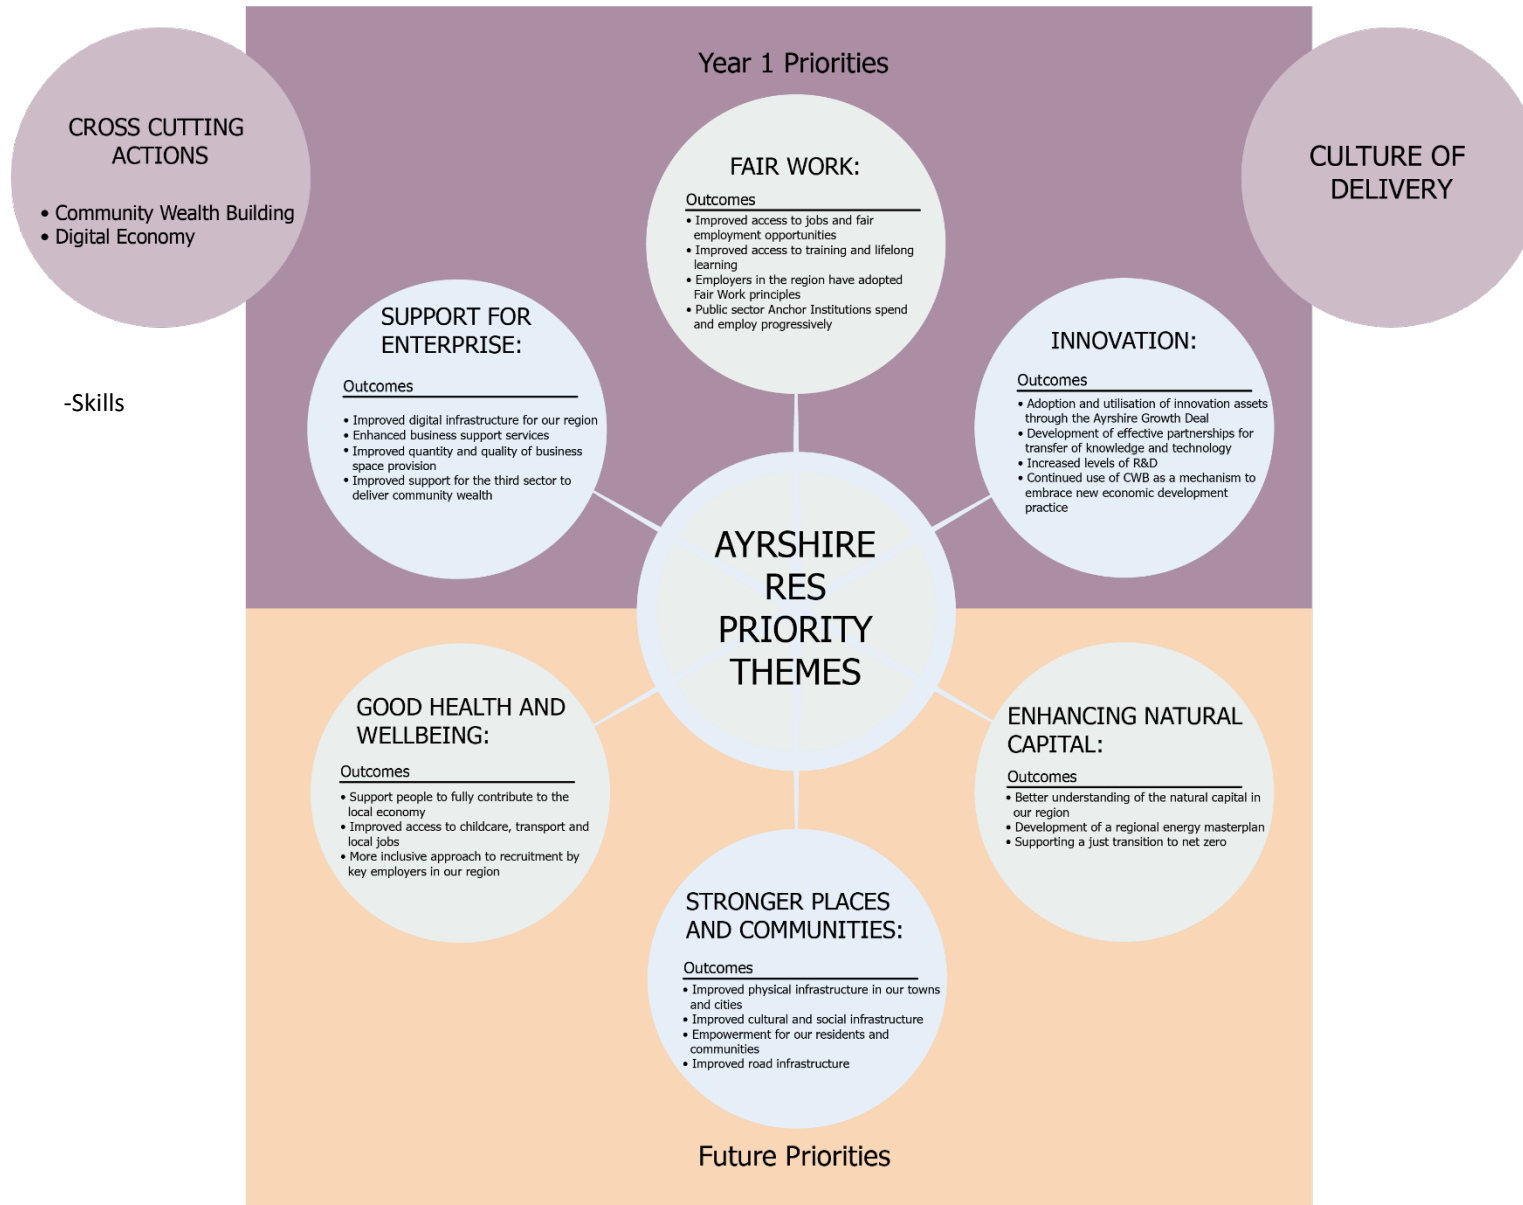 Year 1 Priorities
CROSS CUTTING
ACTIONS
• Community Wealth Building
• Digital Economy
CULTURE OF
DELIVERY
FAIR WORK:
Outcomes
• Improved access to jobs and fair
employment opportunities
• Improved access to training and lifelong
learning
• Employers in the region have adopted
Fair Work principles
• Public sector Anchor Institutions spend
and employ progressively
SUPPORT FOR
ENTERPRISE:
Outcomes
• Improved digital infrastructure for our region
• Enhanced business support services
• Improved quantity and quality of business
space provision
• Improved support for the third sector to
deliver community wealth
INNOVATION:
Outcomes
• Adoption and utilisation of innovation assets
through the Ayrshire Growth Deal
• Development of effective partnerships for
transfer of knowledge and technology
• Increased levels of R&D
• Continued use of CWB as a mechanism to
embrace new economic development
practice
-Skills
AYRSHIRE
RES
PRIORITY
THEMES
GOOD HEALTH AND
WELLBEING:
Outcomes
• Support people to fully contribute to the
local economy
• Improved access to childcare, transport and
local jobs
• More inclusive approach to recruitment by
key employers in our region
ENHANCING NATURAL
CAPITAL:
Outcomes
• Better understanding of the natural capital in
our region
• Development of a regional energy masterplan
• Supporting a just transition to net zero
STRONGER PLACES
AND COMMUNITIES:
Outcomes
• Improved physical infrastructure in our towns
and cities
• Improved cultural and social infrastructure
• Empowerment for our residents and
communities
• Improved road infrastructure
Future Priorities